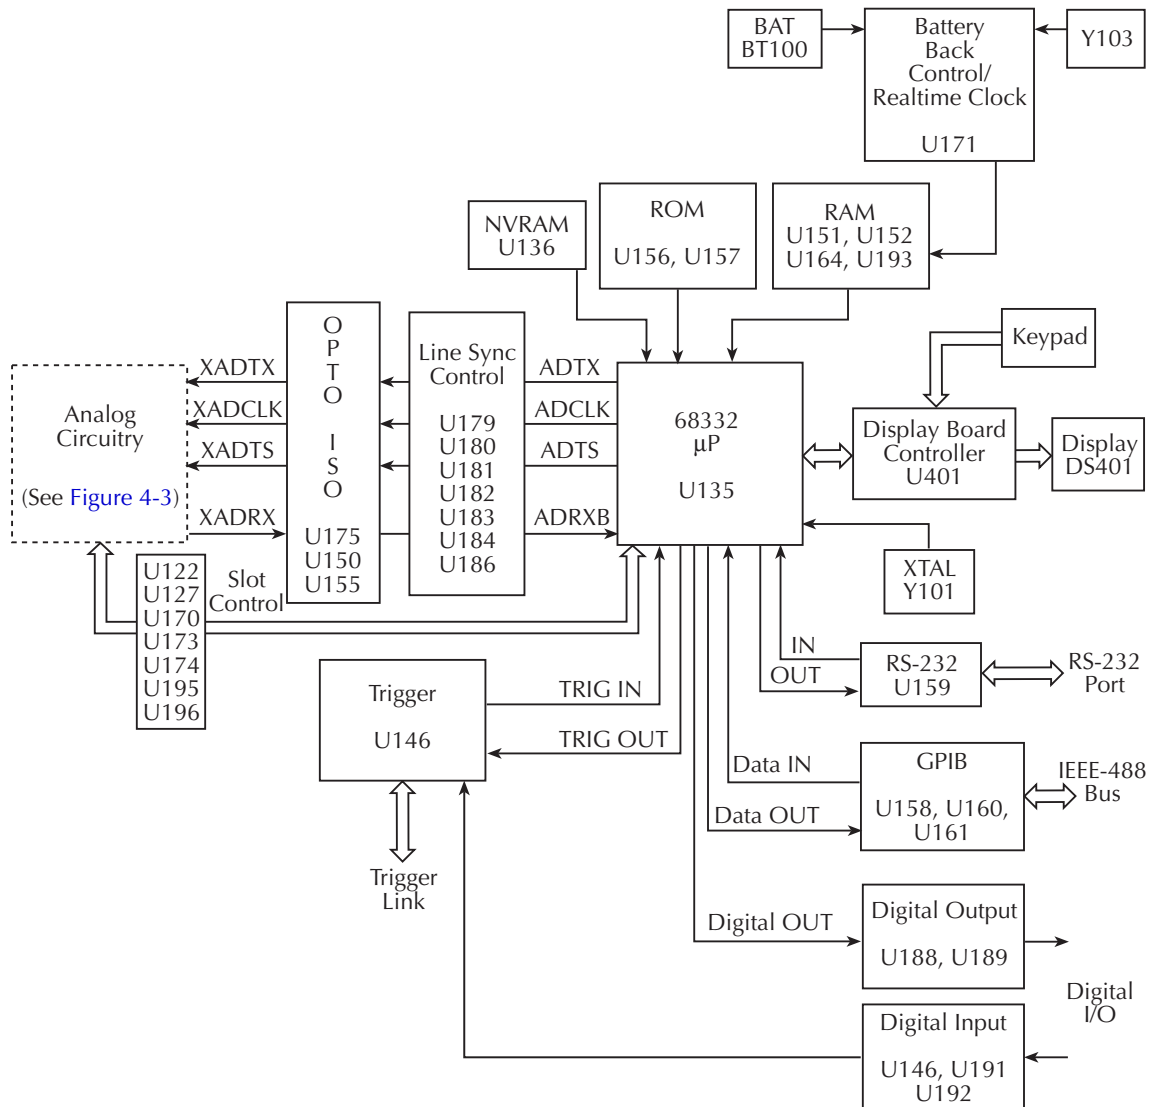 BAT
BT100
Battery
Back
Control/
Realtime Clock
U171
Y103
NVRAM
U136
ROM
U156, U157
RAM
U151, U152
U164, U193
Keypad
Analog
Circuitry
(See Figure 4-3)
XADTX
XADCLK
XADTS
XADRX
O
P
T
O
I
S
O
U175
U150
U155
Line Sync
Control
U179
U180
U181
U182
U183
U184
U186
ADTX
ADCLK
ADTS
ADRXB
68332
µP
U135
Display Board
Controller
U401
Display
DS401
XTAL
Y101
U122
U127
U170
U173
U174
U195
U196
Slot
Control
Trigger
U146
TRIG IN
TRIG OUT
Trigger
Link
IN
OUT
RS-232
U159
RS-232
Port
Data IN
Data OUT
GPIB
U158, U160,
U161
IEEE-488
Bus
Digital OUT
Digital Output
U188, U189
Digital
I/O
Digital Input
U146, U191
U192